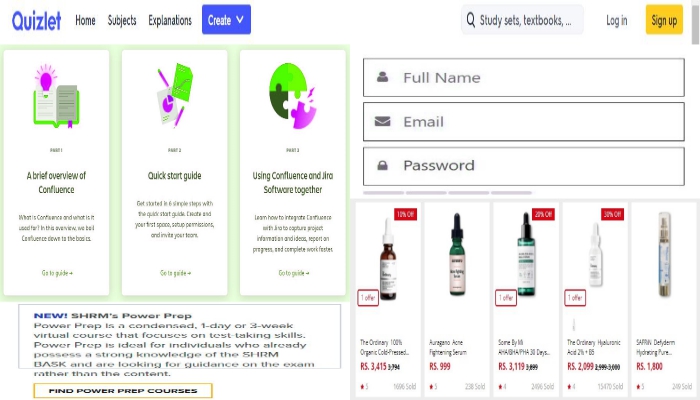 Quizlet Home Subjects Explanations Create Study sets, textbooks, ... Log in Sign up
PART 1
A brief overview of
Confluence
What is Confluence and what is it
used for? In this overview, we boil
Confluence down to the basics.
Go to guide →
PART 2
Quick start guide
Get started in 6 simple steps with
the quick start guide. Create and
your first space, setup permissions,
and invite your team.
Go to guide →
PART 3
Using Confluence and Jira
Software together
Learn how to integrate Confluence
with Jira to capture project
information and ideas, report on
progress, and complete work faster.
Go to guide →
Full Name
Email
Password
NEW! SHRM's Power Prep
Power Prep is a condensed, 1-day or 3-week
virtual course that focuses on test-taking skills.
Power Prep is ideal for individuals who already
possess a strong knowledge of the SHRM
BASK and are looking for guidance on the exam
rather than the content.
FIND POWER PREP COURSES
10% Off
1 offer
The Ordinary 100%
Organic Cold-Pressed...
RS. 3,415 3,794
5 1696 Sold
Auragano Acne
Fightening Serum
RS. 999
5 238 Sold
20% Off
1 offer
Some By Mi
AHA/BHA/PHA 30 Days...
RS. 3,119 3,899
4 2496 Sold
30% Off
1 offer
The Ordinary Hyaluronic
Acid 2% + B5
RS. 2,099 2,999-3,000
4 15470 Sold
SAFRIN Defyderm
Hydrating Pure...
RS. 1,800
5 249 Sold